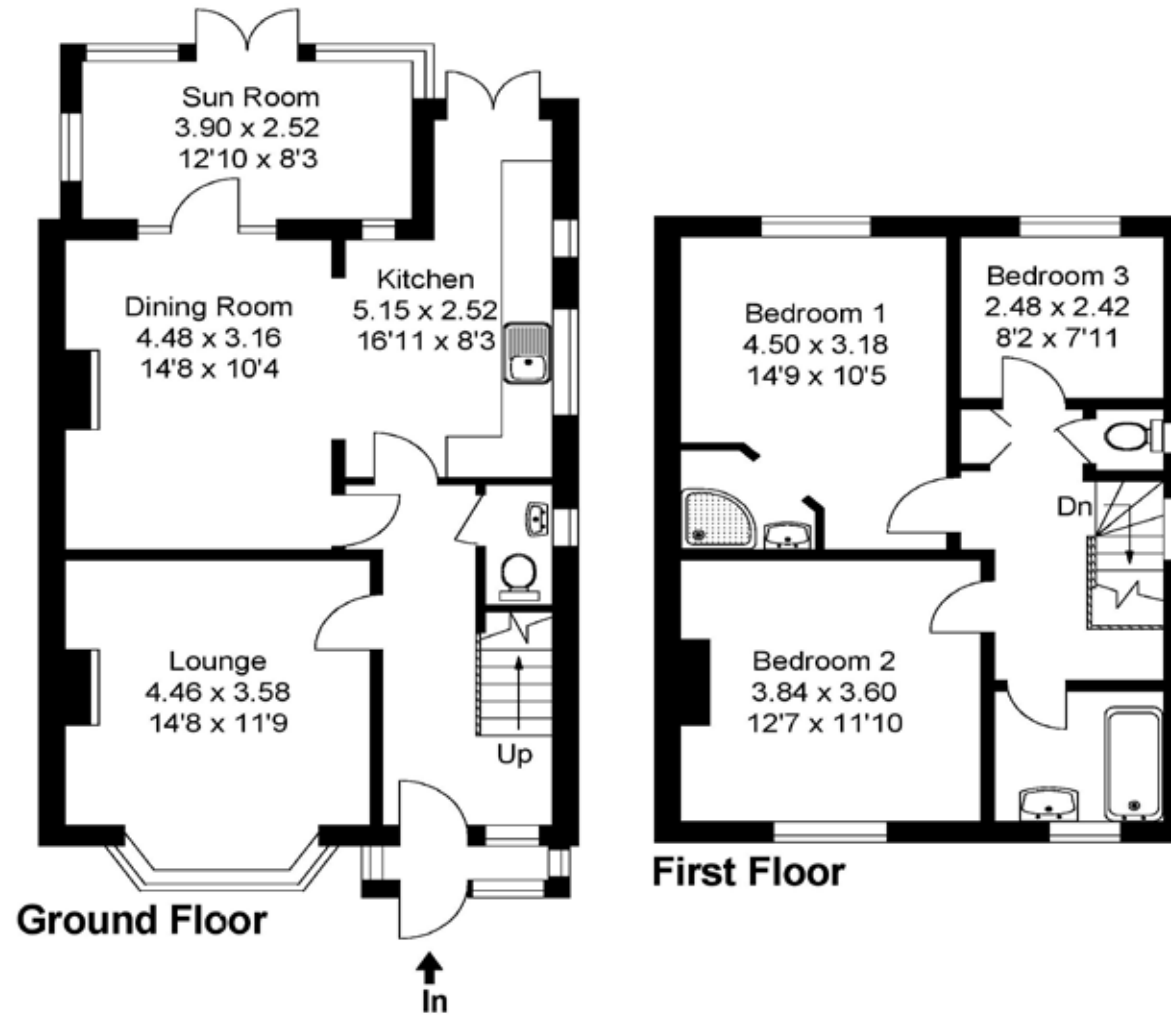 Sun Room
3.90 x 2.52
12'10 x 8'3
Dining Room
4.48 x 3.16
14'8 x 10'4
Kitchen
5.15 x 2.52
16'11 x 8'3
Lounge
4.46 x 3.58
14'8 x 11'9
Up
Ground Floor
In
Bedroom 1
4.50 x 3.18
14'9 x 10'5
Bedroom 3
2.48 x 2.42
8'2 x 7'11
Dn
Bedroom 2
3.84 x 3.60
12'7 x 11'10
First Floor